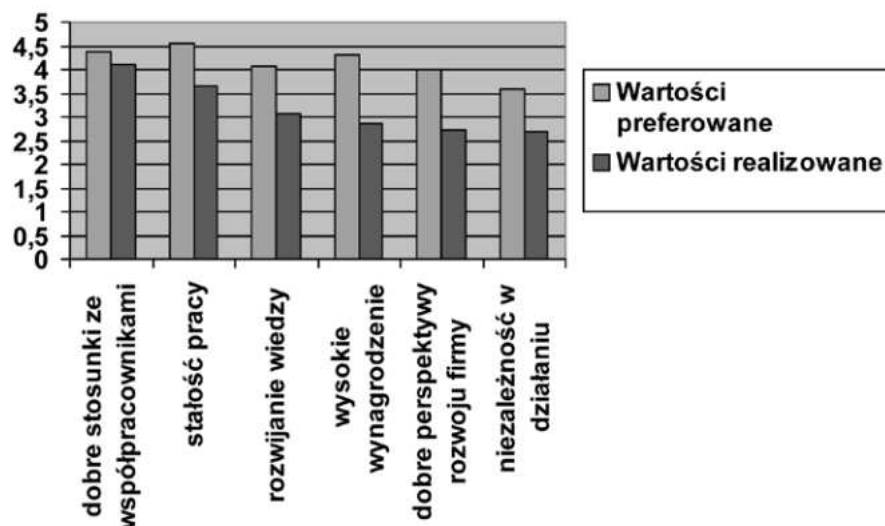 5
4,5
4
3,5
3
2,5
2
1,5
1
0,5
0
dobre stosunki ze
współpracownikami
stałość pracy
rozwijanie wiedzy
wysokie
wynagrodzenie
dobre perspektywy
rozwoju firmy
niezależność w
działaniu
Wartości
preferowane
Wartości realizowane